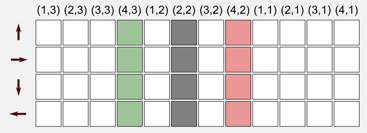 (1,3) (2,3) (3,3) (4,3) (1,2) (2,2) (3,2) (4,2) (1,1) (2,1) (3,1) (4,1)